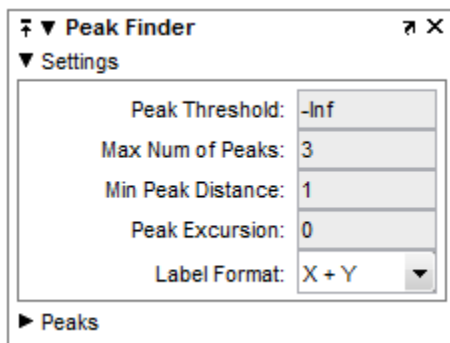 Peak Finder
Settings
Peak Threshold: -Inf
Max Num of Peaks: 3
Min Peak Distance: 1
Peak Excursion: 0
Label Format: X + Y
Peaks